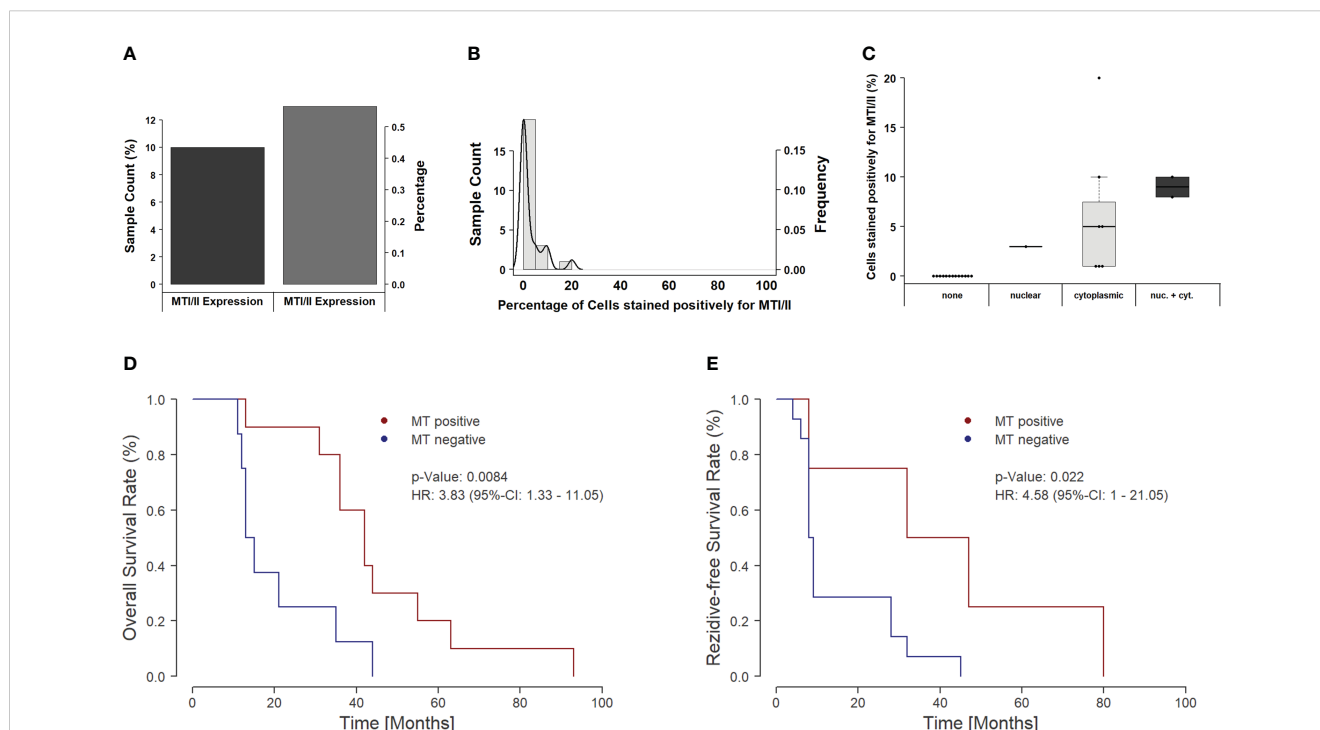 A
B
C
Sample Count (%)
12
10
8
6
4
2
0
0.5
0.4
0.3
0.2
0.1
0.0
Percentage
MTI/II Expression
MTI/II Expression
Sample Count
15
10
5
0
0.15
0.10
0.05
0.00
Frequency
0 20 40 60 80 100
Percentage of Cells stained positively for MTI/II
Cells stained positively for MTI/II (%)
20
15
10
5
0
none
nuclear
cytoplasmic
nuc. + cyt.
D
E
Overall Survival Rate (%)
1.0
0.8
0.6
0.4
0.2
0.0
MT positive
MT negative
p-Value: 0.0084
HR: 3.83 (95%-CI: 1.33 - 11.05)
0 20 40 60 80 100
Time [Months]
Rezidive-free Survival Rate (%)
1.0
0.8
0.6
0.4
0.2
0.0
MT positive
MT negative
p-Value: 0.022
HR: 4.58 (95%-CI: 1 - 21.05)
0 20 40 60 80 100
Time [Months]